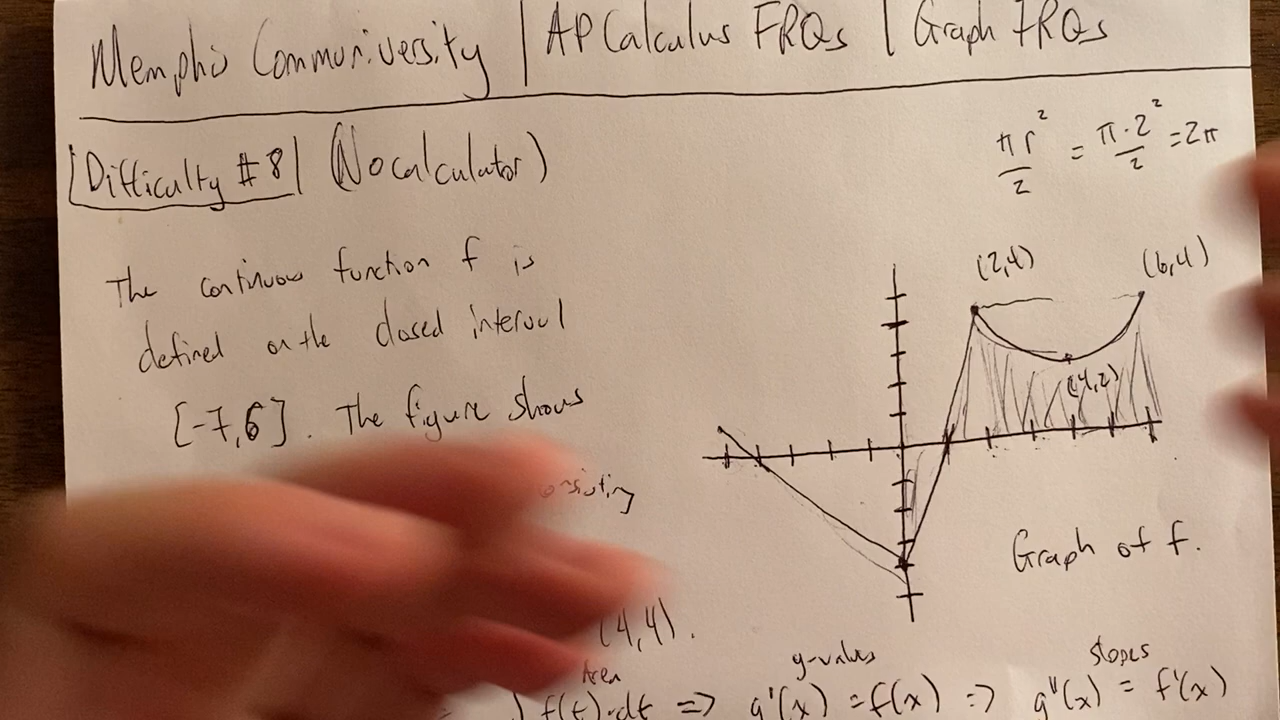 Memphis Communiversity | AP Calculus FRQs | Graph FRQs
Difficulty #8 (No calculator)
πr²/2 = π·2²/2 = 2π
The continuous function f is
defined on the closed interval
[-7,6]. The figure shows
consisting
(4,4).
(2,4)
(6,4)
(4,2)
Graph of f.
Area
y-values
slopes
∫ f(t)·dt => g'(x) = f(x) => g"(x) = f'(x)